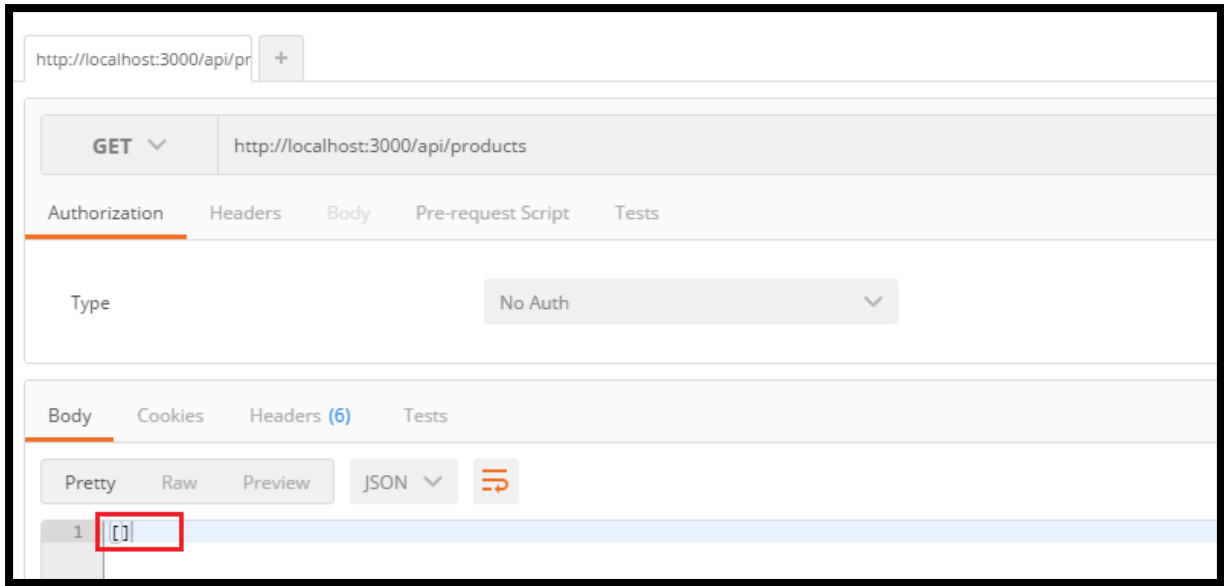 http://localhost:3000/api/pr +
GET http://localhost:3000/api/products
Authorization Headers Body Pre-request Script Tests
Type No Auth
Body Cookies Headers (6) Tests
Pretty Raw Preview JSON
1 []